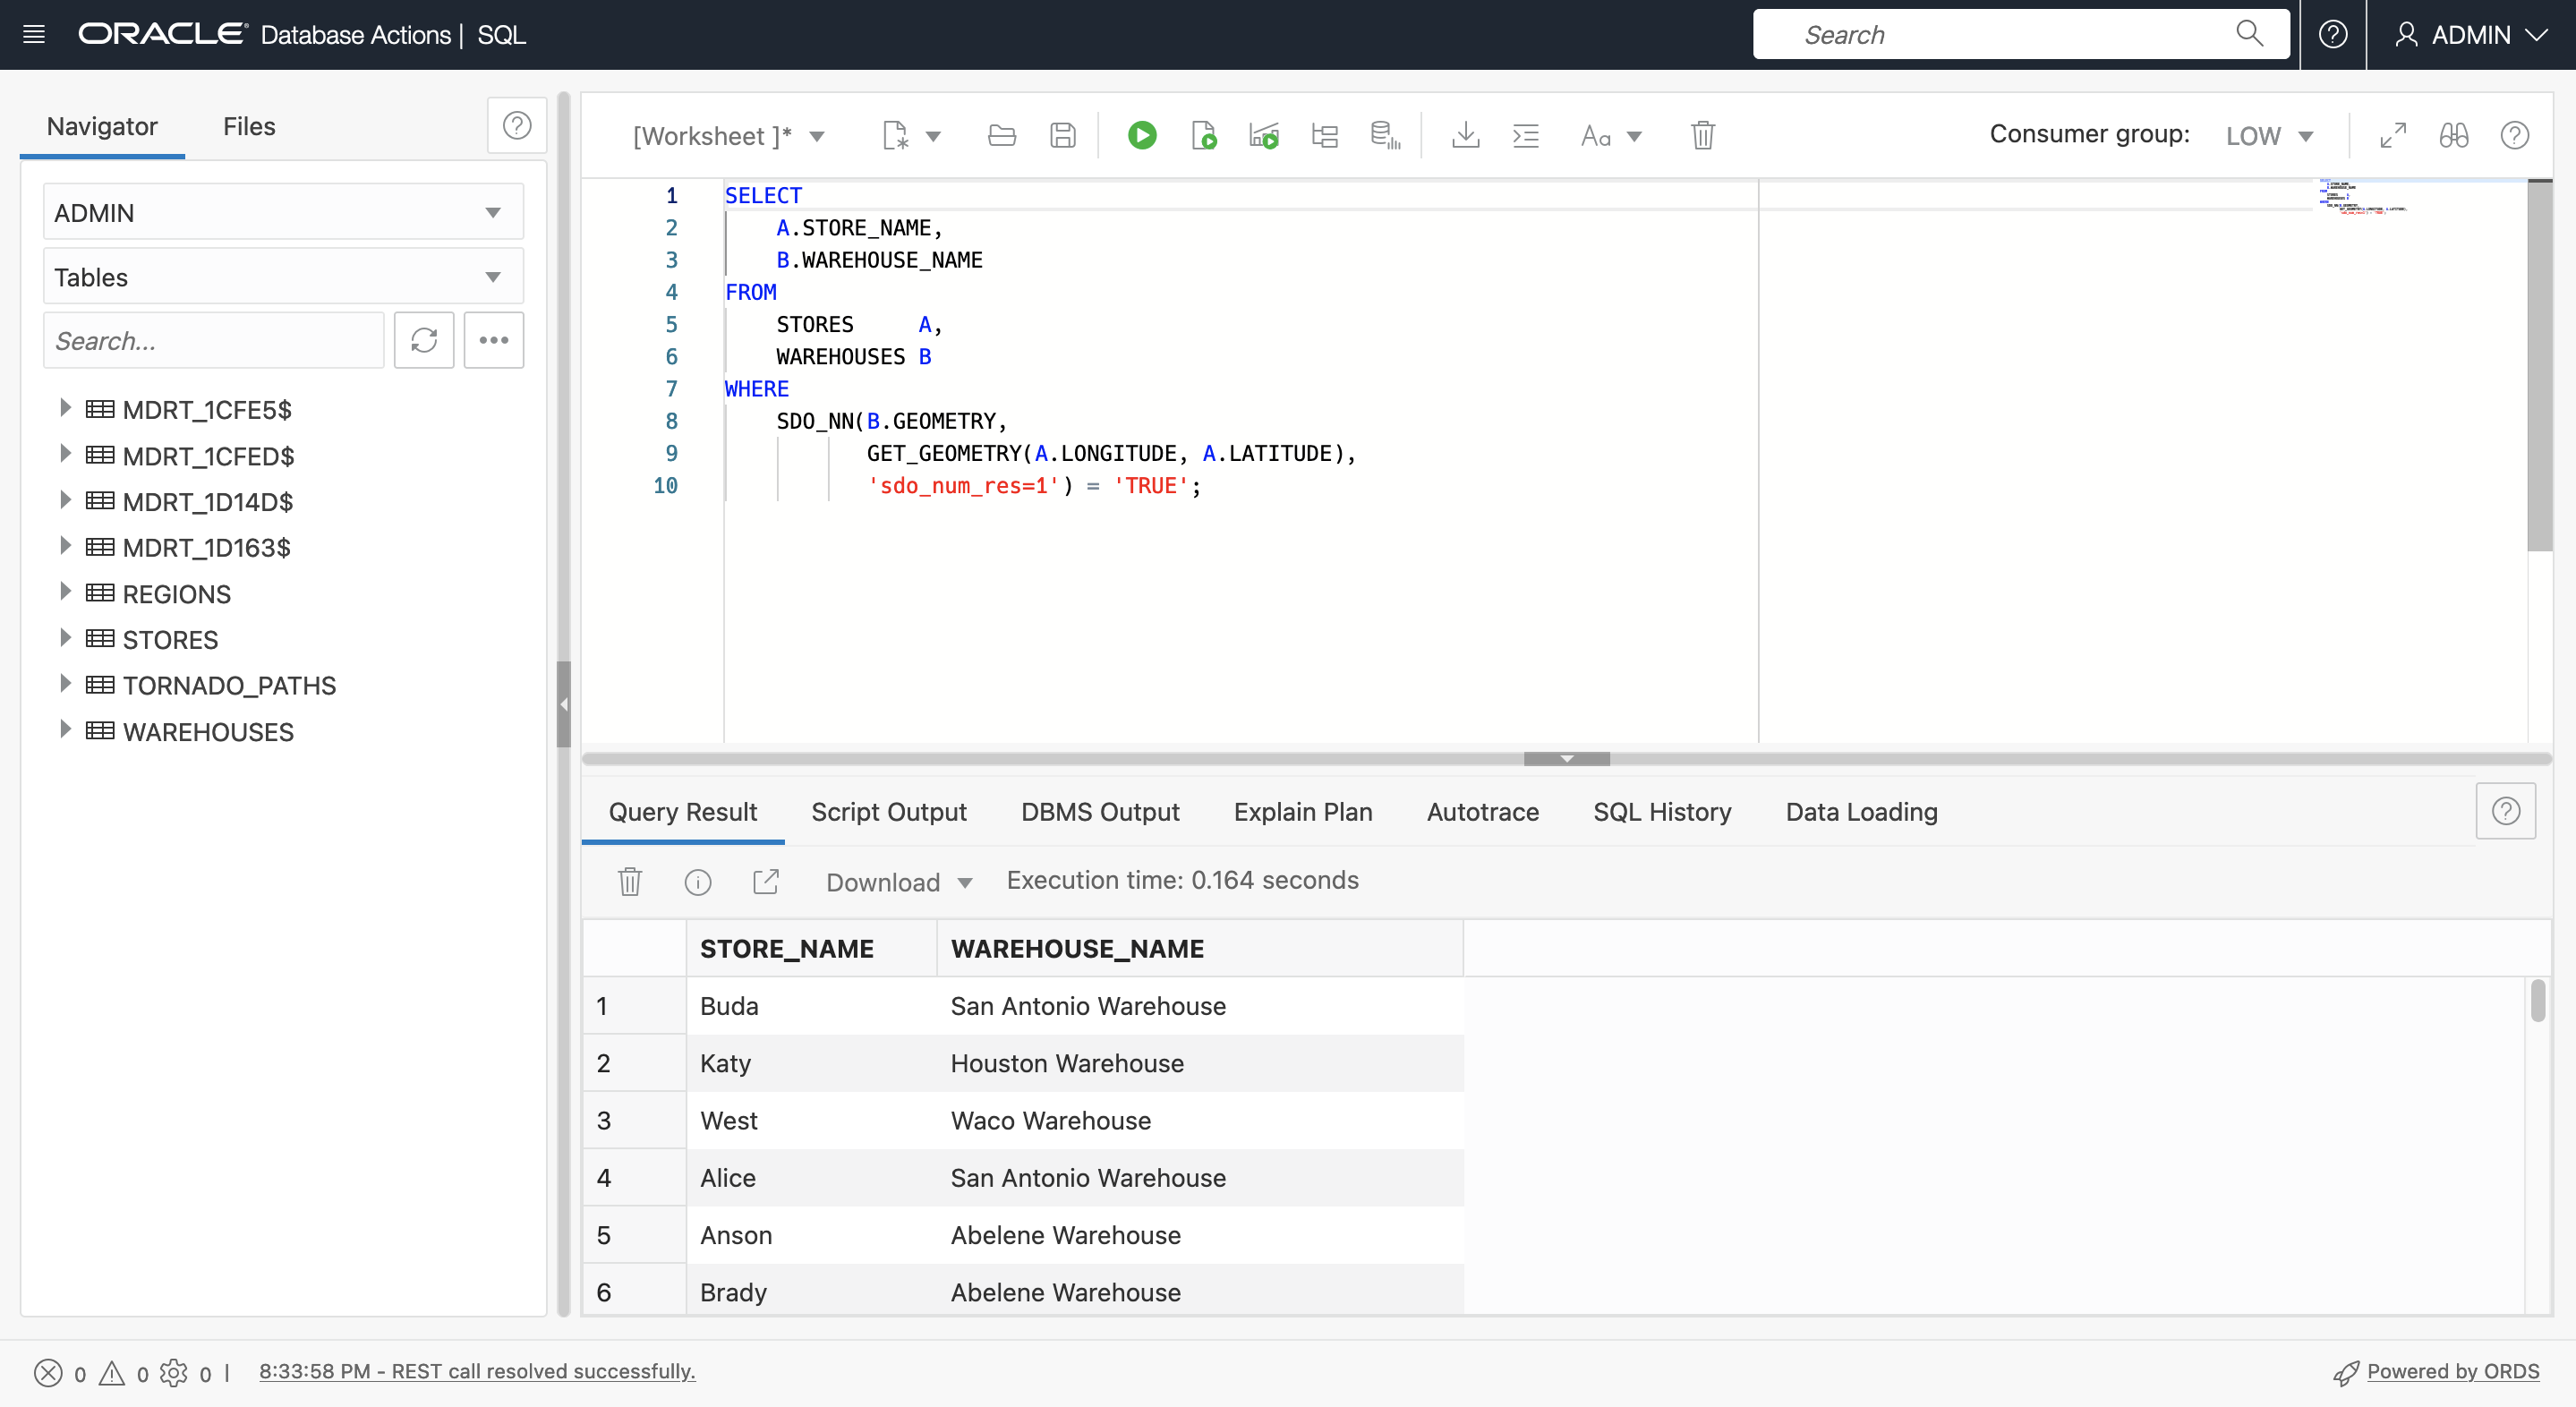 ORACLE Database Actions | SQL
Search
ADMIN
Navigator
Files
ADMIN
Tables
Search...
MDRT_1CFE5$
MDRT_1CFED$
MDRT_1D14D$
MDRT_1D163$
REGIONS
STORES
TORNADO_PATHS
WAREHOUSES
[Worksheet ]*
Aa
Consumer group: LOW
1 SELECT
2 A.STORE_NAME,
3 B.WAREHOUSE_NAME
4 FROM
5 STORES A,
6 WAREHOUSES B
7 WHERE
8 SDO_NN(B.GEOMETRY,
9 GET_GEOMETRY(A.LONGITUDE, A.LATITUDE),
10 'sdo_num_res=1') = 'TRUE';
Query Result Script Output DBMS Output Explain Plan Autotrace SQL History Data Loading
Download Execution time: 0.164 seconds
STORE_NAME WAREHOUSE_NAME
1 Buda San Antonio Warehouse
2 Katy Houston Warehouse
3 West Waco Warehouse
4 Alice San Antonio Warehouse
5 Anson Abelene Warehouse
6 Brady Abelene Warehouse
0 0 0 | 8:33:58 PM - REST call resolved successfully.
Powered by ORDS